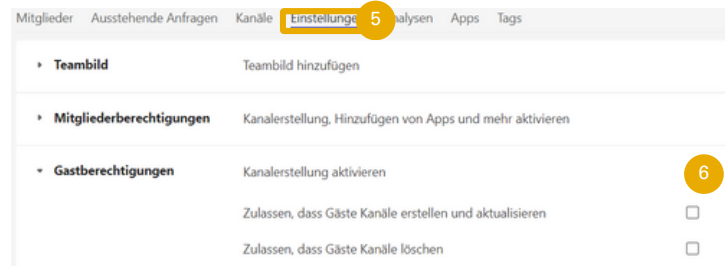 Mitglieder Ausstehende Anfragen Kanäle Einstellunge 5 alysen Apps Tags
Teambild Teambild hinzufügen
Mitgliederberechtigungen Kanalerstellung, Hinzufügen von Apps und mehr aktivieren
Gastberechtigungen Kanalerstellung aktivieren 6
Zulassen, dass Gäste Kanäle erstellen und aktualisieren
Zulassen, dass Gäste Kanäle löschen